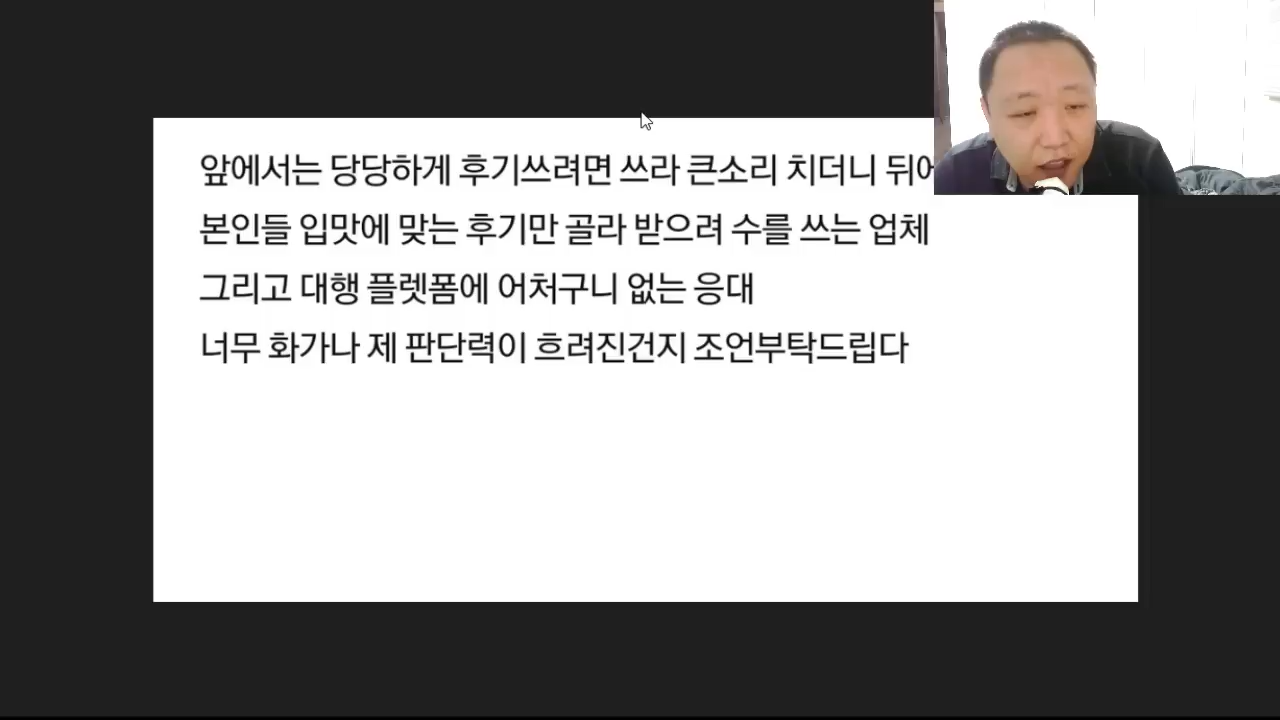 앞에서는 당당하게 후기쓰려면 쓰라 큰소리 치더니
본인들 입맛에 맞는 후기만 골라 받으려 수를 쓰는 업체
그리고 대행 플렛폼에 어처구니 없는 응대
너무 화가나 제 판단력이 흐려진건지 조언부탁드립다